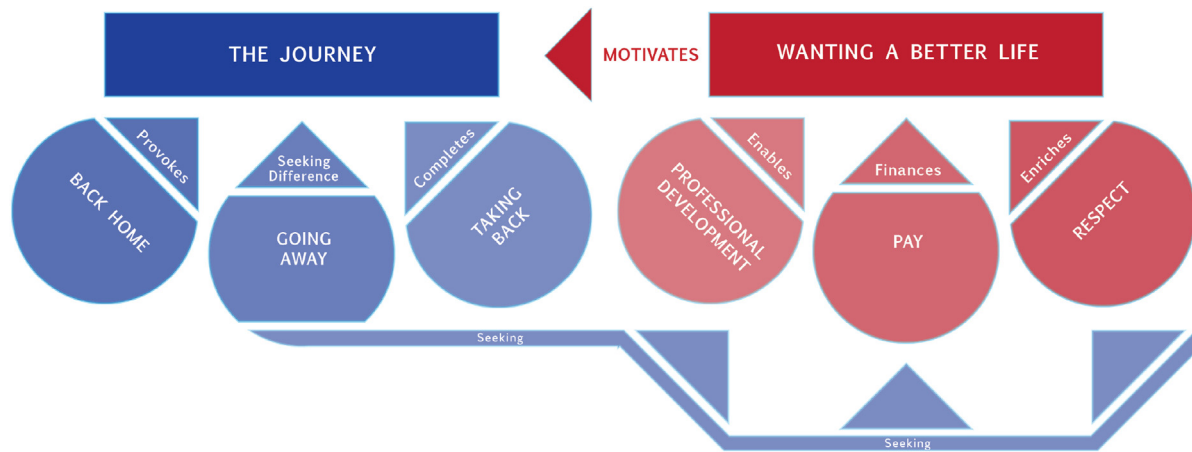 THE JOURNEY
MOTIVATES
WANTING A BETTER LIFE
Provokes
BACK HOME
Seeking
Difference
GOING
AWAY
Completes
TAKING
BACK
Enables
PROFESSIONAL
DEVELOPMENT
Finances
PAY
Enriches
RESPECT
Seeking
Seeking